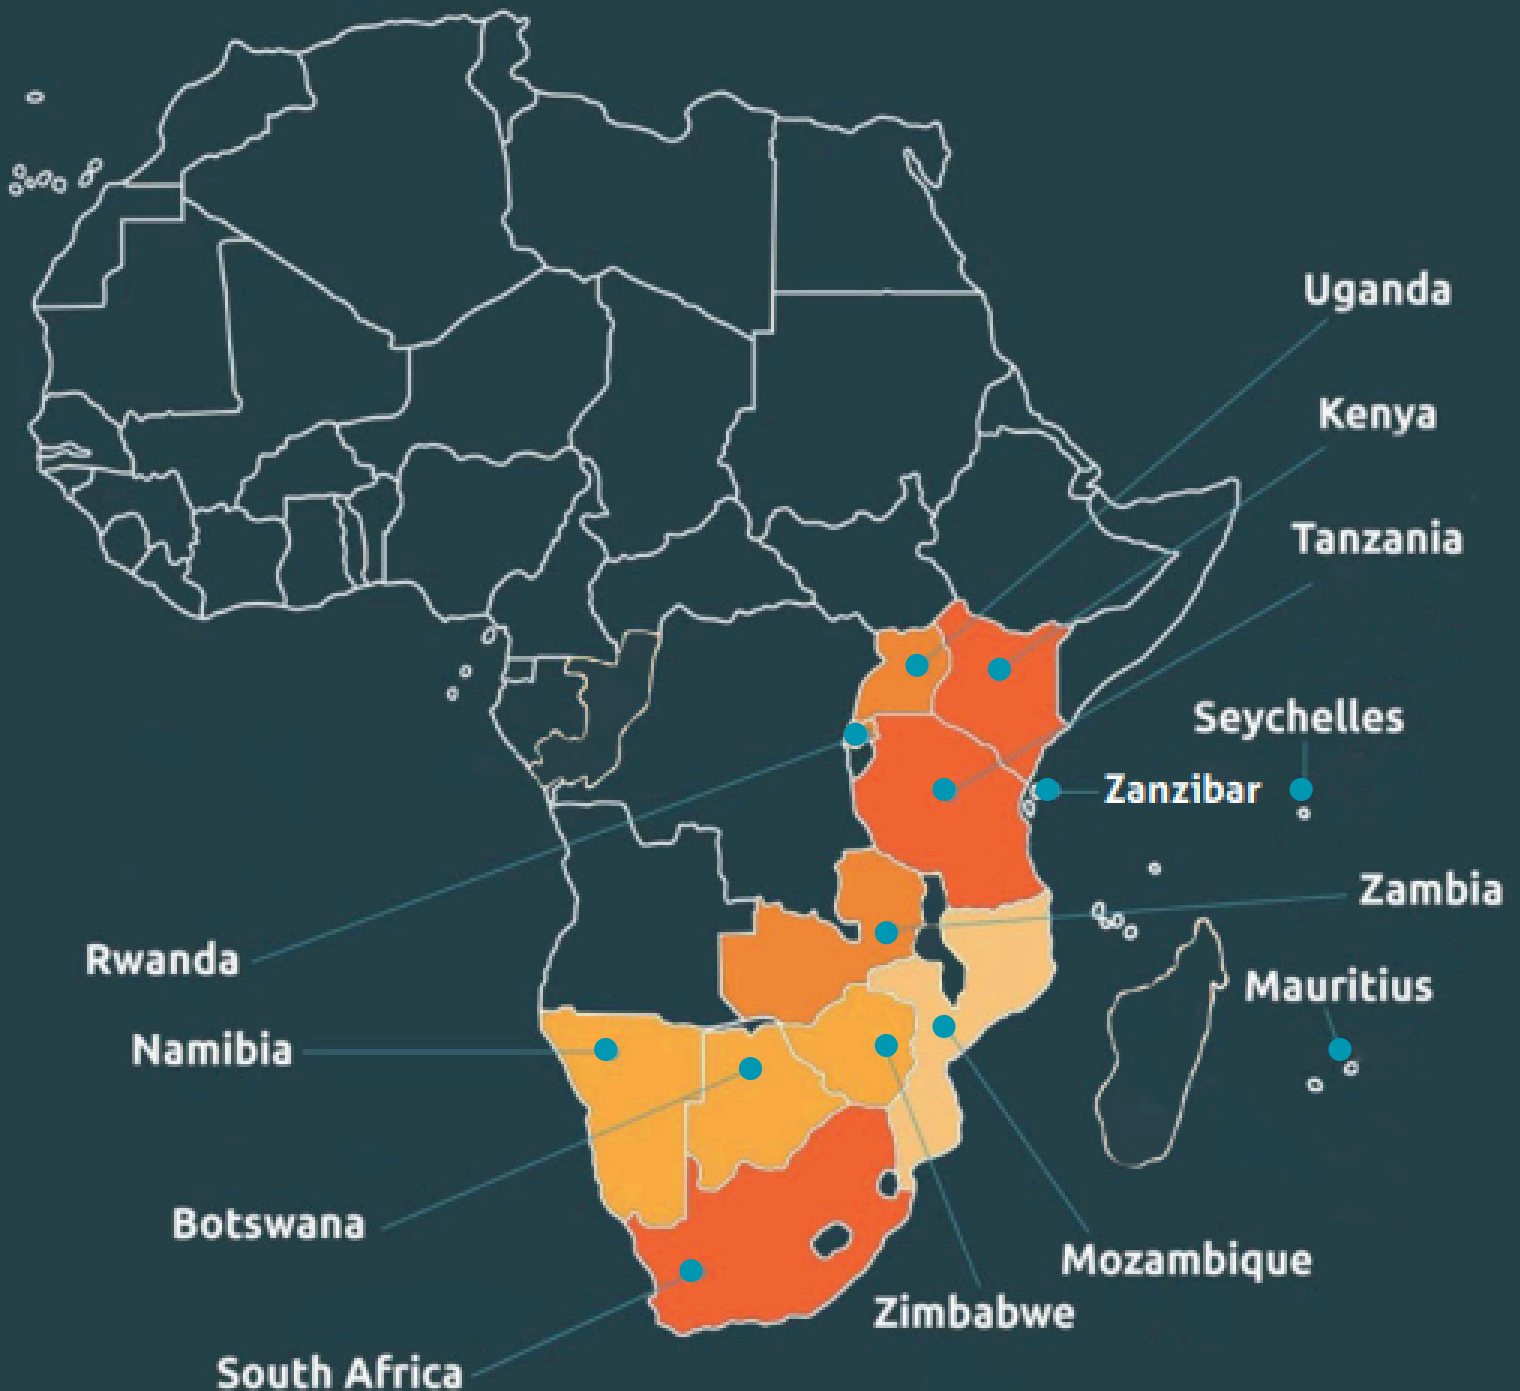 Uganda
Kenya
Tanzania
Seychelles
Zanzibar
Zambia
Rwanda
Mauritius
Namibia
Botswana
Mozambique
Zimbabwe
South Africa